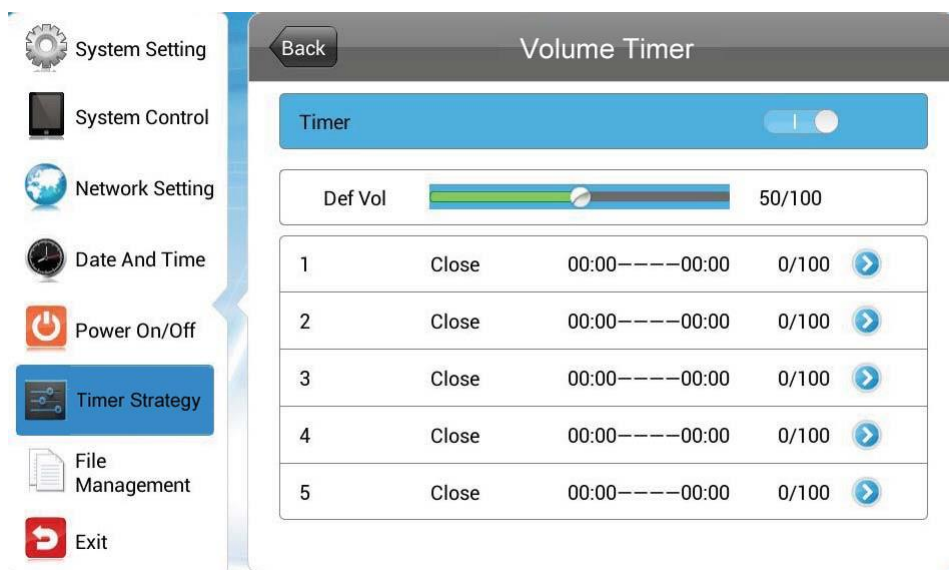 System Setting
System Control
Network Setting
Date And Time
Power On/Off
Timer Strategy
File
Management
Exit
Back
Volume Timer
Timer
Def Vol 50/100
1 Close 00:00----00:00 0/100
2 Close 00:00----00:00 0/100
3 Close 00:00----00:00 0/100
4 Close 00:00----00:00 0/100
5 Close 00:00----00:00 0/100